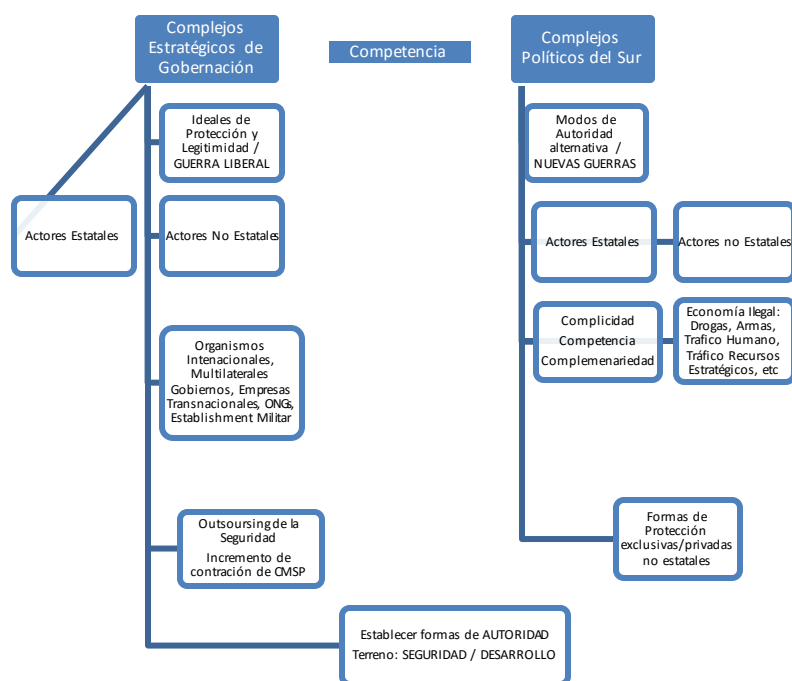 Complejos
Estratégicos de
Gobernación
Competencia
Complejos
Políticos del Sur
Ideales de
Protección y
Legitimidad /
GUERRA LIBERAL
Modos de
Autoridad
alternativa /
NUEVAS GUERRAS
Actores Estatales
Actores No Estatales
Actores Estatales
Actores no Estatales
Organismos
Intenacionales,
Multilaterales
Gobiernos, Empresas
Transnacionales, ONGs,
Establishment Militar
Complicidad
Competencia
Complemenariedad
Economía Ilegal:
Drogas, Armas,
Trafico Humano,
Tráfico Recursos
Estratégicos, etc
Outsoursing de la
Seguridad
Incremento de
contración de CMSP
Formas de
Protección
exclusivas/privadas
no estatales
Establecer formas de AUTORIDAD
Terreno: SEGURIDAD / DESARROLLO